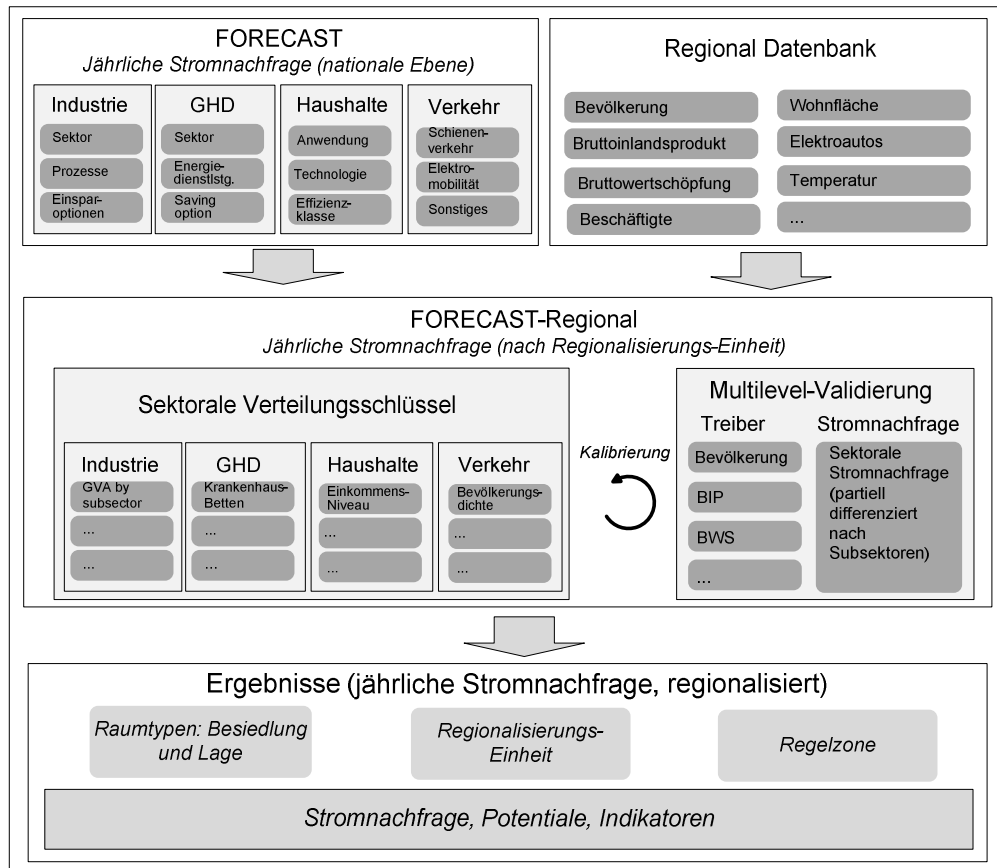 FORECAST
Jährliche Stromnachfrage (nationale Ebene)
Industrie
Sektor
Prozesse
Einspar-
optionen
GHD
Sektor
Energie-
dienstlstg.
Saving
option
Haushalte
Anwendung
Technologie
Effizienz-
klasse
Verkehr
Schienen-
verkehr
Elektro-
mobilität
Sonstiges
Regional Datenbank
Bevölkerung
Bruttoinlandsprodukt
Bruttowertschöpfung
Beschäftigte
Wohnfläche
Elektroautos
Temperatur
...
FORECAST-Regional
Jährliche Stromnachfrage (nach Regionalisierungs-Einheit)
Sektorale Verteilungsschlüssel
Industrie
GVA by
subsector
...
...
GHD
Krankenhaus-
Betten
...
...
Haushalte
Einkommens-
Niveau
...
...
Verkehr
Bevölkerungs-
dichte
...
...
Kalibrierung
Multilevel-Validierung
Treiber
Bevölkerung
BIP
BWS
...
Stromnachfrage
Sektorale
Stromnachfrage
(partiell
differenziert
nach
Subsektoren)
Ergebnisse (jährliche Stromnachfrage, regionalisiert)
Raumtypen: Besiedlung
und Lage
Regionalisierungs-
Einheit
Regelzone
Stromnachfrage, Potentiale, Indikatoren